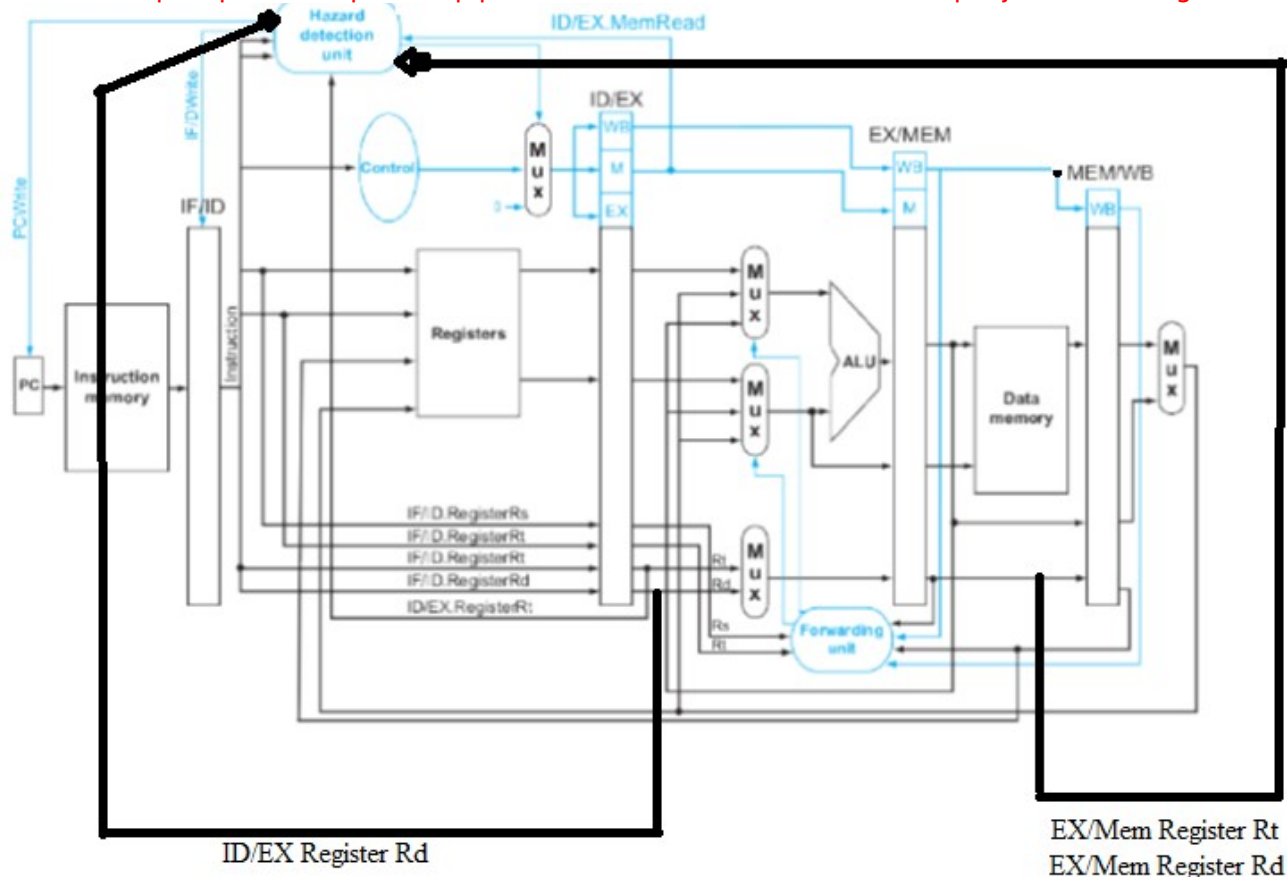 Hazard
detection
unit
ID/EX.MemRead
ID/EX
EX/MEM
MEM/WB
IF/ID
PCWrite
IF/DWrite
Control
M
u
x
0
WB
M
EX
WB
M
WB
PC
Instruction
memory
Instruction
Registers
M
u
x
M
u
x
ALU
Data
memory
M
u
x
IF/ID.RegisterRs
IF/ID.RegisterRt
IF/ID.RegisterRt
IF/ID.RegisterRd
ID/EX.RegisterRt
Rt
Rd
M
u
x
Rs
Rt
Forwarding
unit
ID/EX Register Rd
EX/Mem Register Rt
EX/Mem Register Rd